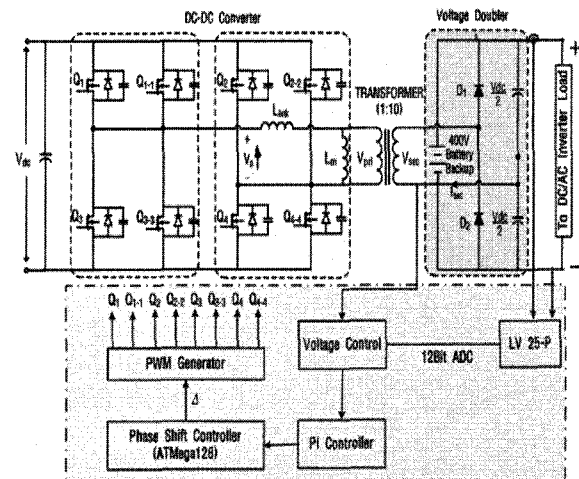 DC-DC Converter
Voltage Doubler
Q1
Q1-1
Q2
Q2-2
TRANSFORMER
(1:10)
D1
Vdc
2
Llink
Vdc
Lm
Vpri
Vsec
400V
Battery
Backup
Isec
To DC/AC Inverter Load
+
−
Q3
Q3-3
Q4
Q4-4
D2
Vdc
2
Q1 Q1-1 Q2 Q2-2 Q3 Q3-3 Q4 Q4-4
PWM Generator
Voltage Control
12Bit ADC
LV 25-P
Δ
Phase Shift Controller
(ATMega128)
PI Controller